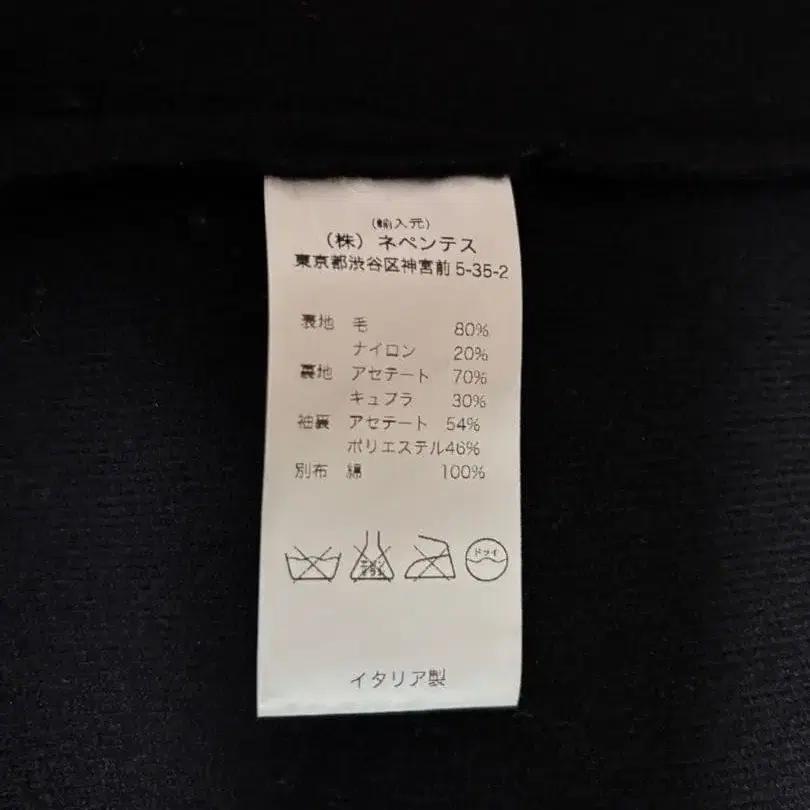 (輸入元)
(株) ネペンテス
東京都渋谷区神宮前5-35-2
表地 毛 80%
ナイロン 20%
裏地 アセテート 70%
キュプラ 30%
袖裏 アセテート 54%
ポリエステル46%
別布 綿 100%
ドライ
イタリア製